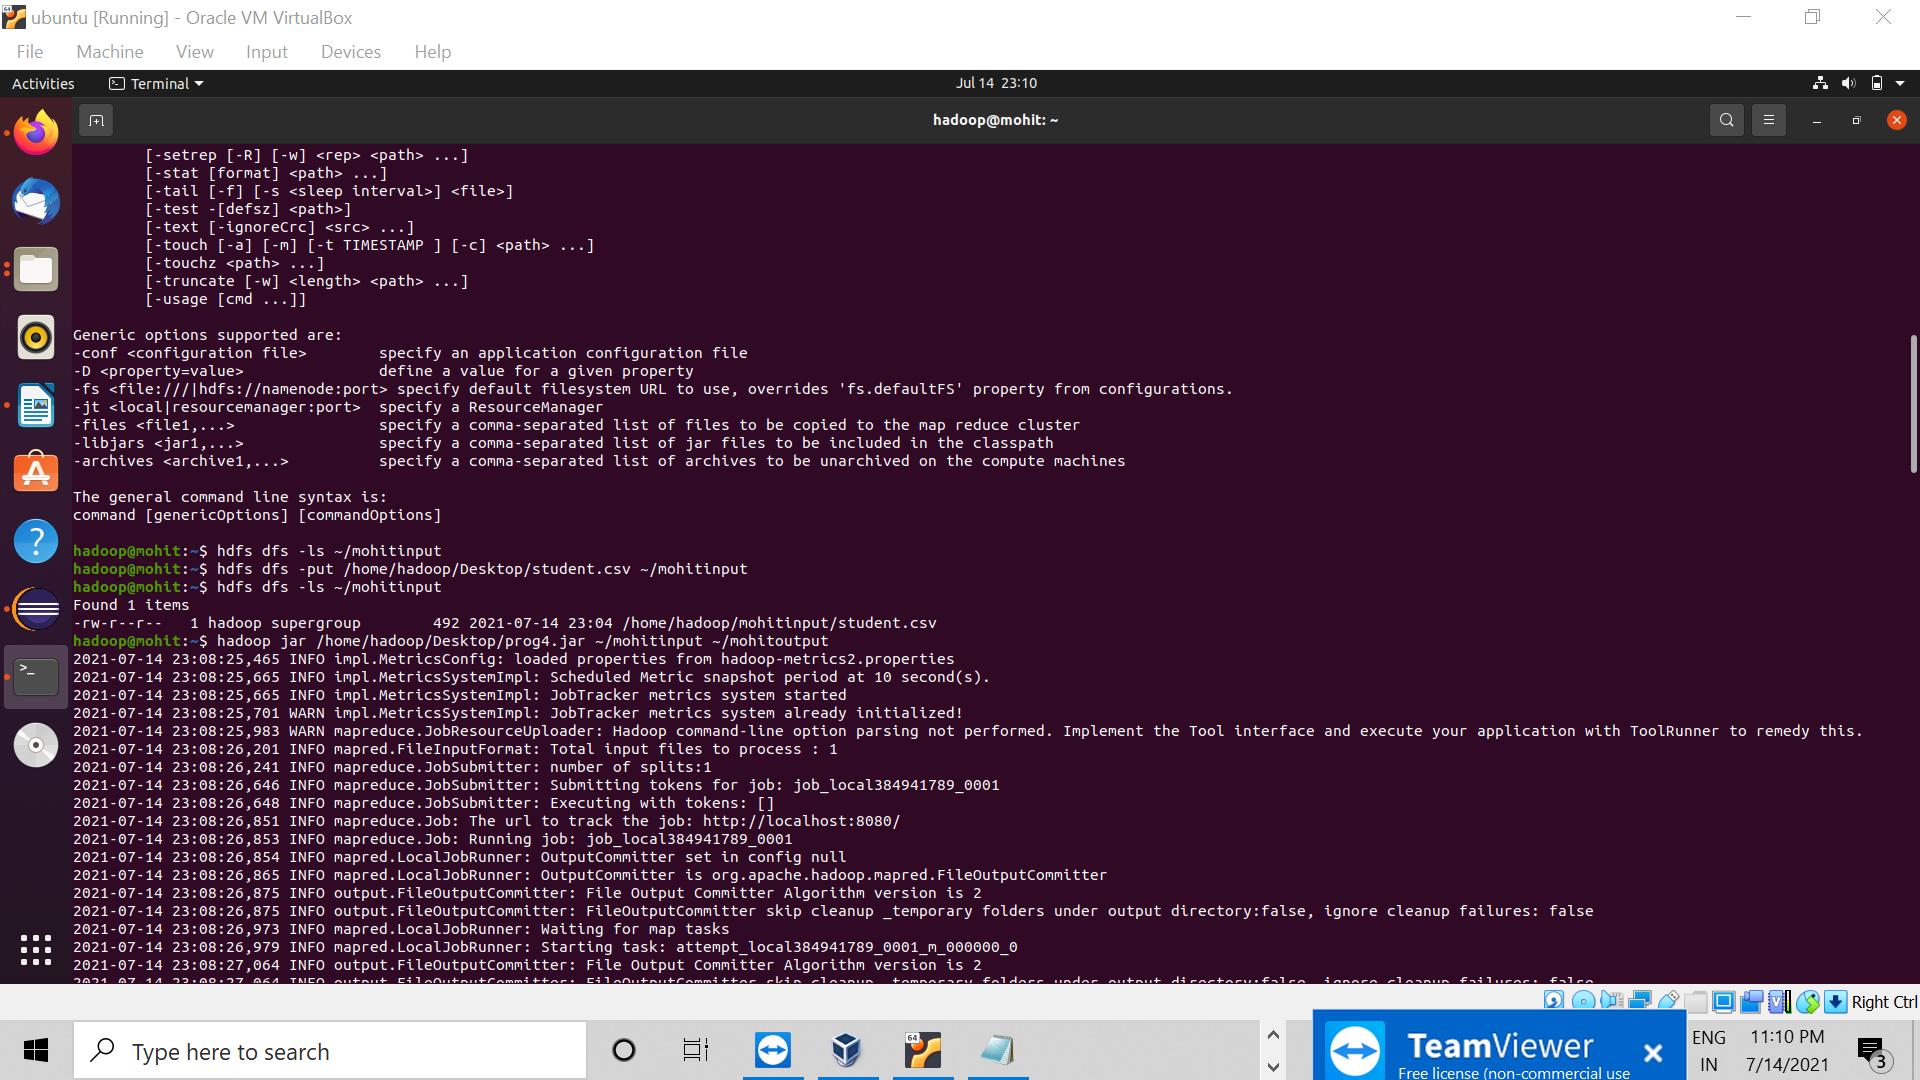 ubuntu [Running] - Oracle VM VirtualBox
File Machine View Input Devices Help
Activities Terminal Jul 14 23:10
hadoop@mohit: ~
[-setrep [-R] [-w] <rep> <path> ...]
[-stat [format] <path> ...]
[-tail [-f] [-s <sleep interval>] <file>]
[-test -[defsz] <path>]
[-text [-ignoreCrc] <src> ...]
[-touch [-a] [-m] [-t TIMESTAMP ] [-c] <path> ...]
[-touchz <path> ...]
[-truncate [-w] <length> <path> ...]
[-usage [cmd ...]]
Generic options supported are:
-conf <configuration file> specify an application configuration file
-D <property=value> define a value for a given property
-fs <file:///|hdfs://namenode:port> specify default filesystem URL to use, overrides 'fs.defaultFS' property from configurations.
-jt <local|resourcemanager:port> specify a ResourceManager
-files <file1,...> specify a comma-separated list of files to be copied to the map reduce cluster
-libjars <jar1,...> specify a comma-separated list of jar files to be included in the classpath
-archives <archive1,...> specify a comma-separated list of archives to be unarchived on the compute machines
The general command line syntax is:
command [genericOptions] [commandOptions]
hadoop@mohit:~$ hdfs dfs -ls ~/mohitinput
hadoop@mohit:~$ hdfs dfs -put /home/hadoop/Desktop/student.csv ~/mohitinput
hadoop@mohit:~$ hdfs dfs -ls ~/mohitinput
Found 1 items
-rw-r--r-- 1 hadoop supergroup 492 2021-07-14 23:04 /home/hadoop/mohitinput/student.csv
hadoop@mohit:~$ hadoop jar /home/hadoop/Desktop/prog4.jar ~/mohitinput ~/mohitoutput
2021-07-14 23:08:25,465 INFO impl.MetricsConfig: loaded properties from hadoop-metrics2.properties
2021-07-14 23:08:25,665 INFO impl.MetricsSystemImpl: Scheduled Metric snapshot period at 10 second(s).
2021-07-14 23:08:25,665 INFO impl.MetricsSystemImpl: JobTracker metrics system started
2021-07-14 23:08:25,701 WARN impl.MetricsSystemImpl: JobTracker metrics system already initialized!
2021-07-14 23:08:25,983 WARN mapreduce.JobResourceUploader: Hadoop command-line option parsing not performed. Implement the Tool interface and execute your application with ToolRunner to remedy this.
2021-07-14 23:08:26,201 INFO mapred.FileInputFormat: Total input files to process : 1
2021-07-14 23:08:26,241 INFO mapreduce.JobSubmitter: number of splits:1
2021-07-14 23:08:26,646 INFO mapreduce.JobSubmitter: Submitting tokens for job: job_local384941789_0001
2021-07-14 23:08:26,648 INFO mapreduce.JobSubmitter: Executing with tokens: []
2021-07-14 23:08:26,851 INFO mapreduce.Job: The url to track the job: http://localhost:8080/
2021-07-14 23:08:26,853 INFO mapreduce.Job: Running job: job_local384941789_0001
2021-07-14 23:08:26,854 INFO mapred.LocalJobRunner: OutputCommitter set in config null
2021-07-14 23:08:26,865 INFO mapred.LocalJobRunner: OutputCommitter is org.apache.hadoop.mapred.FileOutputCommitter
2021-07-14 23:08:26,875 INFO output.FileOutputCommitter: File Output Committer Algorithm version is 2
2021-07-14 23:08:26,875 INFO output.FileOutputCommitter: FileOutputCommitter skip cleanup _temporary folders under output directory:false, ignore cleanup failures: false
2021-07-14 23:08:26,973 INFO mapred.LocalJobRunner: Waiting for map tasks
2021-07-14 23:08:26,979 INFO mapred.LocalJobRunner: Starting task: attempt_local384941789_0001_m_000000_0
2021-07-14 23:08:27,064 INFO output.FileOutputCommitter: File Output Committer Algorithm version is 2
2021-07-14 23:08:27,064 INFO output.FileOutputCommitter: FileOutputCommitter skip cleanup _temporary folders under output directory:false, ignore cleanup failures: false
Right Ctrl
Type here to search
64
TeamViewer
Free license (non-commercial use
ENG
IN
11:10 PM
7/14/2021
3